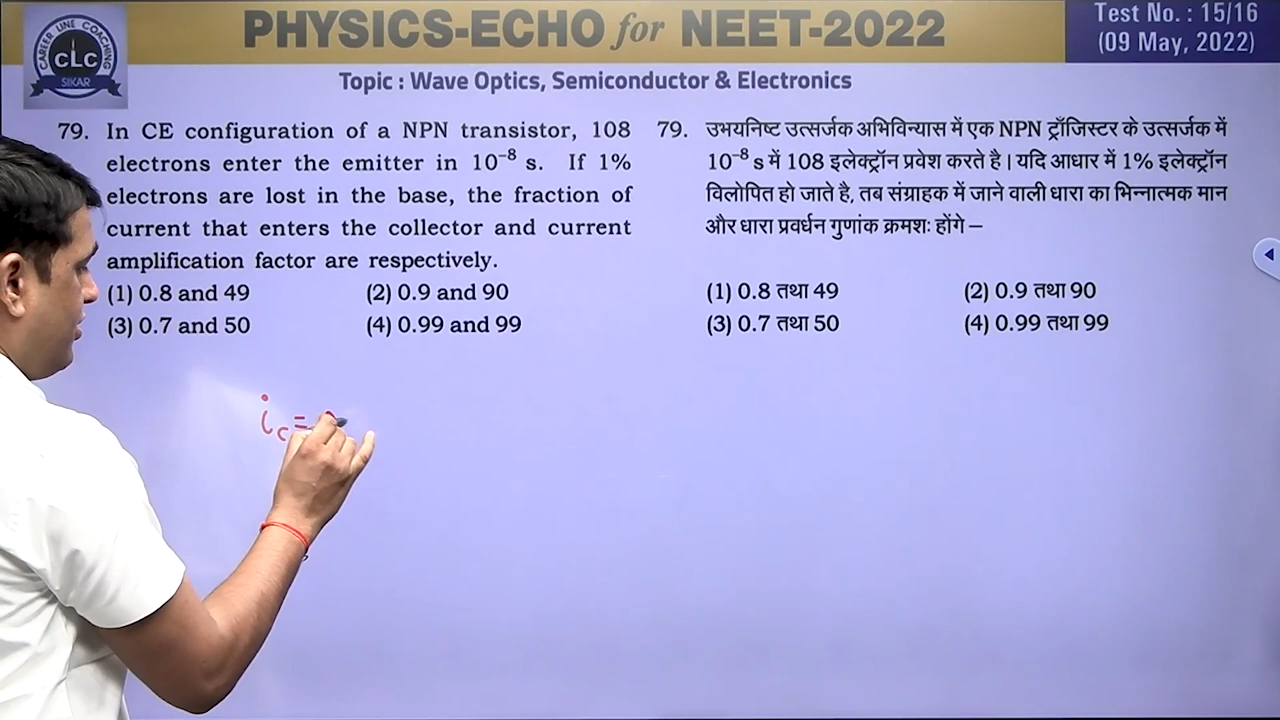 PHYSICS-ECHO for NEET-2022
Test No. : 15/16
(09 May, 2022)
CAREER LINE COACHING
CLC
SIKAR
Topic : Wave Optics, Semiconductor & Electronics
79. In CE configuration of a NPN transistor, 108
electrons enter the emitter in 10⁻⁸ s. If 1%
electrons are lost in the base, the fraction of
current that enters the collector and current
amplification factor are respectively.
(1) 0.8 and 49 (2) 0.9 and 90
(3) 0.7 and 50 (4) 0.99 and 99
79. उभयनिष्ट उत्सर्जक अभिविन्यास में एक NPN ट्रॉजिस्टर के उत्सर्जक में
10⁻⁸ s में 108 इलेक्ट्रॉन प्रवेश करते है। यदि आधार में 1% इलेक्ट्रॉन
विलोपित हो जाते है, तब संग्राहक में जाने वाली धारा का भिन्नात्मक मान
और धारा प्रवर्धन गुणांक क्रमशः होंगे –
(1) 0.8 तथा 49 (2) 0.9 तथा 90
(3) 0.7 तथा 50 (4) 0.99 तथा 99
i_c =